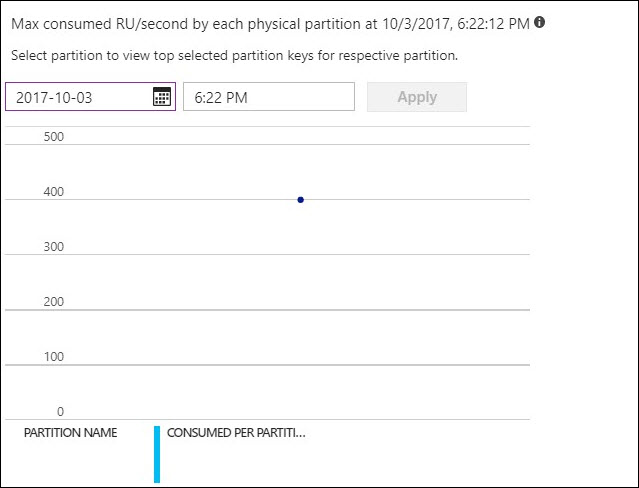 Max consumed RU/second by each physical partition at 10/3/2017, 6:22:12 PM
Select partition to view top selected partition keys for respective partition.
2017-10-03 6:22 PM Apply
500
400
300
200
100
0
PARTITION NAME CONSUMED PER PARTITI...